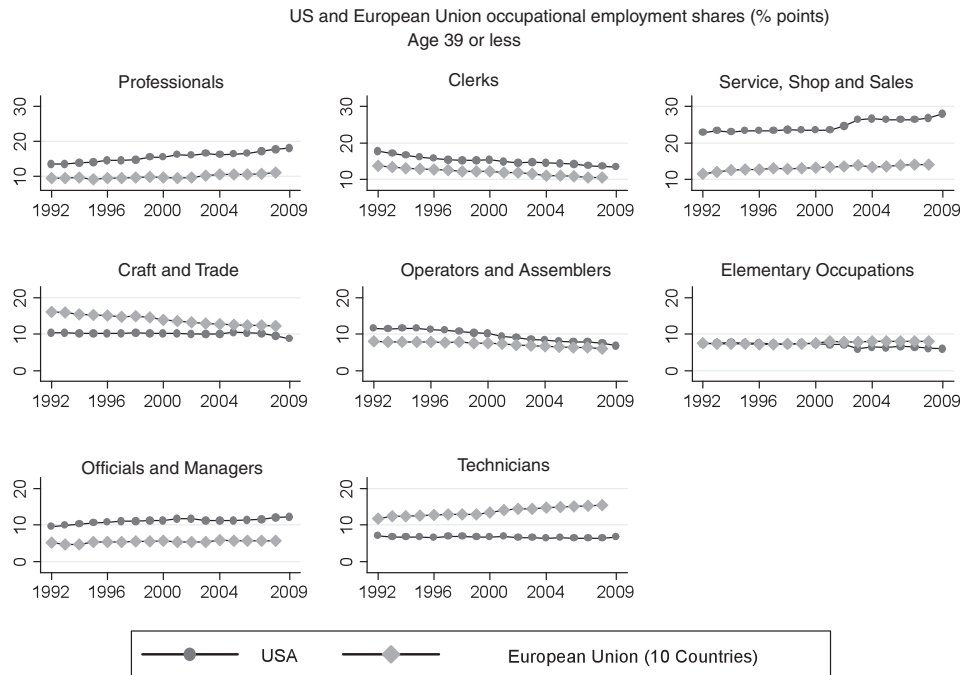 US and European Union occupational employment shares (% points)
Age 39 or less
Professionals
30
20
10
1992 1996 2000 2004 2009
Clerks
30
20
10
1992 1996 2000 2004 2009
Service, Shop and Sales
30
20
10
1992 1996 2000 2004 2009
Craft and Trade
20
10
0
1992 1996 2000 2004 2009
Operators and Assemblers
20
10
0
1992 1996 2000 2004 2009
Elementary Occupations
20
10
0
1992 1996 2000 2004 2009
Officials and Managers
20
10
0
1992 1996 2000 2004 2009
Technicians
20
10
0
1992 1996 2000 2004 2009
USA European Union (10 Countries)